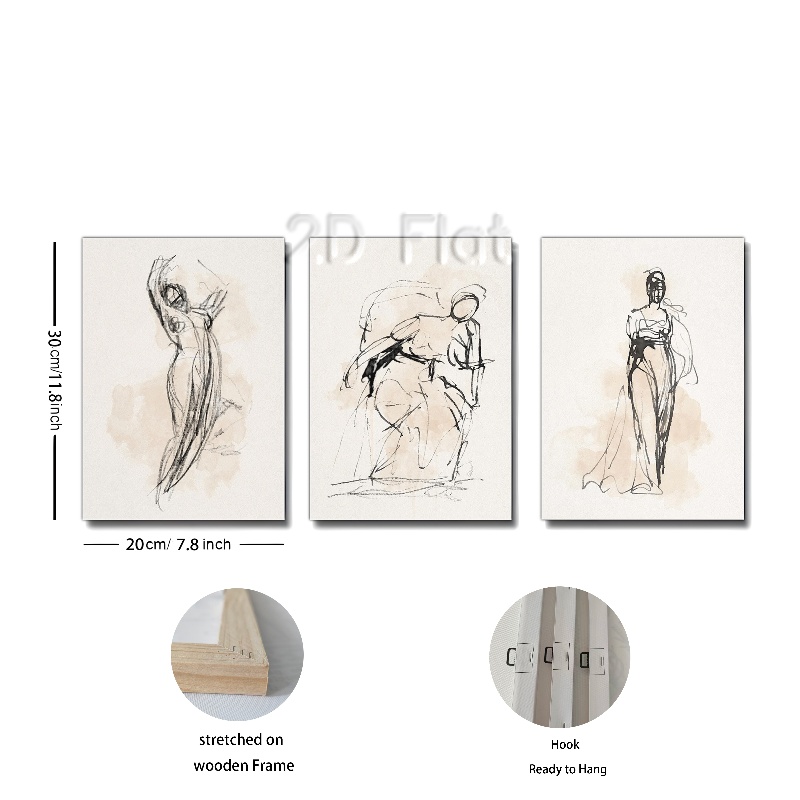 2D Flat
30cm/11.8inch
20cm/ 7.8 inch
stretched on
wooden Frame
Hook
Ready to Hang